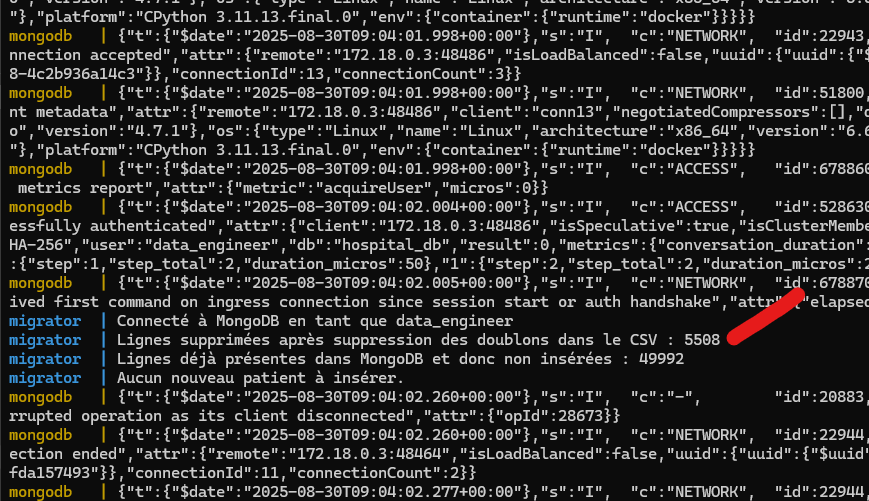 "},"platform":"CPython 3.11.13.final.0","env":{"container":{"runtime":"docker"}}}}}
mongodb | {"t":{"$date":"2025-08-30T09:04:01.998+00:00"},"s":"I", "c":"NETWORK", "id":22943,
nnection accepted","attr":{"remote":"172.18.0.3:48486","isLoadBalanced":false,"uuid":{"uuid":{"$
8-4c2b936a14c3"}},"connectionId":13,"connectionCount":3}}
mongodb | {"t":{"$date":"2025-08-30T09:04:01.998+00:00"},"s":"I", "c":"NETWORK", "id":51800,
nt metadata","attr":{"remote":"172.18.0.3:48486","client":"conn13","negotiatedCompressors":[],"d
o","version":"4.7.1"},"os":{"type":"Linux","name":"Linux","architecture":"x86_64","version":"6.6
"},"platform":"CPython 3.11.13.final.0","env":{"container":{"runtime":"docker"}}}}}
mongodb | {"t":{"$date":"2025-08-30T09:04:01.998+00:00"},"s":"I", "c":"ACCESS", "id":678860
metrics report","attr":{"metric":"acquireUser","micros":0}}
mongodb | {"t":{"$date":"2025-08-30T09:04:02.004+00:00"},"s":"I", "c":"ACCESS", "id":528630
essfully authenticated","attr":{"client":"172.18.0.3:48486","isSpeculative":true,"isClusterMembe
HA-256","user":"data_engineer","db":"hospital_db","result":0,"metrics":{"conversation_duration":
:{"step":1,"step_total":2,"duration_micros":50},"1":{"step":2,"step_total":2,"duration_micros":2
mongodb | {"t":{"$date":"2025-08-30T09:04:02.005+00:00"},"s":"I", "c":"NETWORK", "id":678870
ived first command on ingress connection since session start or auth handshake","attr":{"elapsed
migrator | Connecté à MongoDB en tant que data_engineer
migrator | Lignes supprimées après suppression des doublons dans le CSV : 5508
migrator | Lignes déjà présentes dans MongoDB et donc non insérées : 49992
migrator | Aucun nouveau patient à insérer.
mongodb | {"t":{"$date":"2025-08-30T09:04:02.260+00:00"},"s":"I", "c":"-", "id":20883,
rrupted operation as its client disconnected","attr":{"opId":28673}}
mongodb | {"t":{"$date":"2025-08-30T09:04:02.260+00:00"},"s":"I", "c":"NETWORK", "id":22944,
ection ended","attr":{"remote":"172.18.0.3:48464","isLoadBalanced":false,"uuid":{"uuid":{"$uuid"
fda157493"}},"connectionId":11,"connectionCount":2}}
mongodb | {"t":{"$date":"2025-08-30T09:04:02.277+00:00"},"s":"I", "c":"NETWORK", "id":22944,